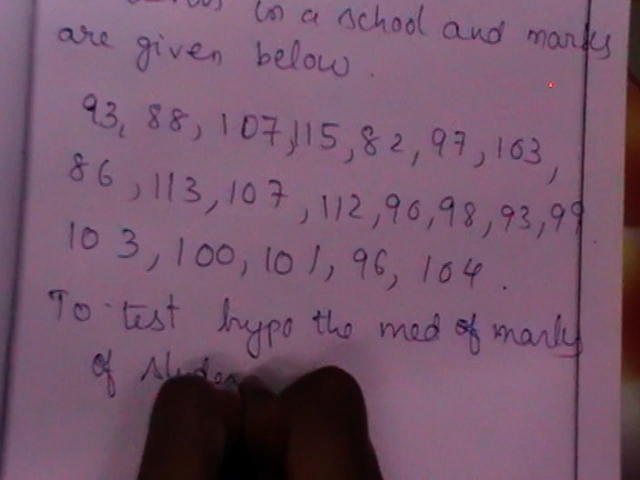 in a school and marks
are given below.
93, 88, 107, 115, 82, 97, 103,
86, 113, 107, 112, 96, 98, 93, 99
103, 100, 101, 96, 104.
To test hypo the med of marks
of